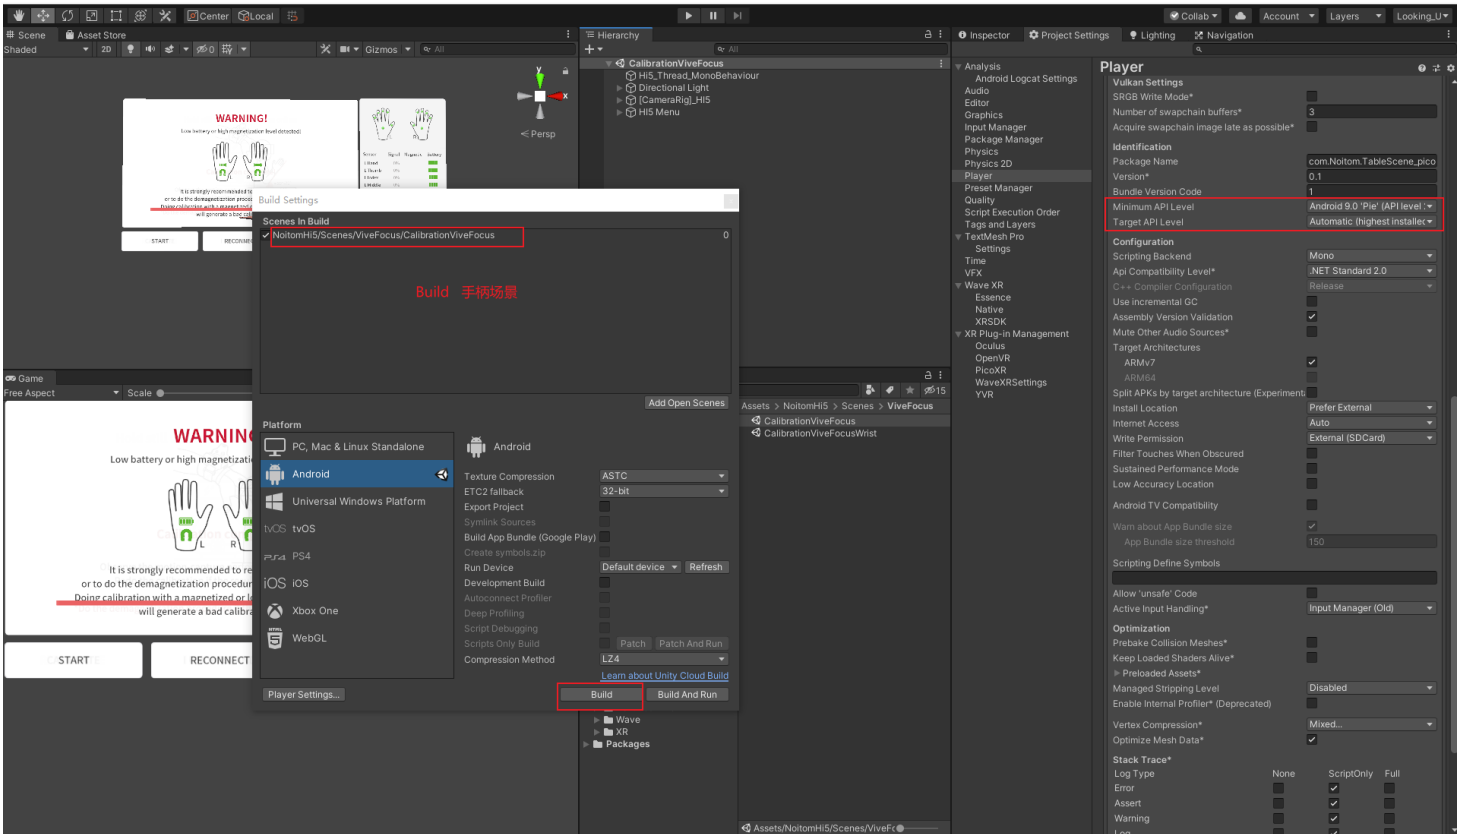 Center
Local
Collab
Account
Layers
Looking_U
Scene
Asset Store
Shaded
2D
0
Gizmos
All
y
x
Persp
WARNING!
Low battery or high magnetization level detected!
START
RECONNEC
Hierarchy
All
CalibrationViveFocus
Hi5_Thread_MonoBehaviour
Directional Light
[CameraRig]_HI5
HI5 Menu
Build Settings
Scenes In Build
NoitomHi5/Scenes/ViveFocus/CalibrationViveFocus
0
Build 手柄场景
Add Open Scenes
Platform
PC, Mac & Linux Standalone
Android
Universal Windows Platform
tvOS tvOS
PS4
iOS iOS
Xbox One
WebGL
Player Settings...
Android
Texture Compression
ASTC
ETC2 fallback
32-bit
Export Project
Symlink Sources
Build App Bundle (Google Play)
Create symbols.zip
Run Device
Default device
Refresh
Development Build
Autoconnect Profiler
Deep Profiling
Script Debugging
Scripts Only Build
Patch
Patch And Run
Compression Method
LZ4
Learn about Unity Cloud Build
Build
Build And Run
Game
Free Aspect
Scale
WARNIN
Low battery or high magnetizati
L
R
It is strongly recommended to re
or to do the demagnetization procedur
Doing calibration with a magnetized or l
will generate a bad calibra
START
RECONNECT
15
Assets > NoitomHi5 > Scenes > ViveFocus
CalibrationViveFocus
CalibrationViveFocusWrist
Wave
XR
Packages
Assets/NoitomHi5/Scenes/ViveFc
Inspector
Project Settings
Lighting
Navigation
Analysis
Android Logcat Settings
Audio
Editor
Graphics
Input Manager
Package Manager
Physics
Physics 2D
Player
Preset Manager
Quality
Script Execution Order
Tags and Layers
TextMesh Pro
Settings
Time
VFX
Wave XR
Essence
Native
XRSDK
XR Plug-in Management
Oculus
OpenVR
PicoXR
WaveXRSettings
YVR
Player
Vulkan Settings
SRGB Write Mode*
Number of swapchain buffers*
3
Acquire swapchain image late as possible*
Identification
Package Name
com.Noitom.TableScene_pico
Version*
0.1
Bundle Version Code
1
Minimum API Level
Android 9.0 'Pie' (API level
Target API Level
Automatic (highest installec
Configuration
Scripting Backend
Mono
Api Compatibility Level*
.NET Standard 2.0
C++ Compiler Configuration
Release
Use incremental GC
Assembly Version Validation
Mute Other Audio Sources*
Target Architectures
ARMv7
ARM64
Split APKs by target architecture (Experiment
Install Location
Prefer External
Internet Access
Auto
Write Permission
External (SDCard)
Filter Touches When Obscured
Sustained Performance Mode
Low Accuracy Location
Android TV Compatibility
Warn about App Bundle size
App Bundle size threshold
150
Scripting Define Symbols
Allow 'unsafe' Code
Active Input Handling*
Input Manager (Old)
Optimization
Prebake Collision Meshes*
Keep Loaded Shaders Alive*
Preloaded Assets*
Managed Stripping Level
Disabled
Enable Internal Profiler* (Deprecated)
Vertex Compression*
Mixed...
Optimize Mesh Data*
Stack Trace*
Log Type
None
ScriptOnly
Full
Error
Assert
Warning
Log